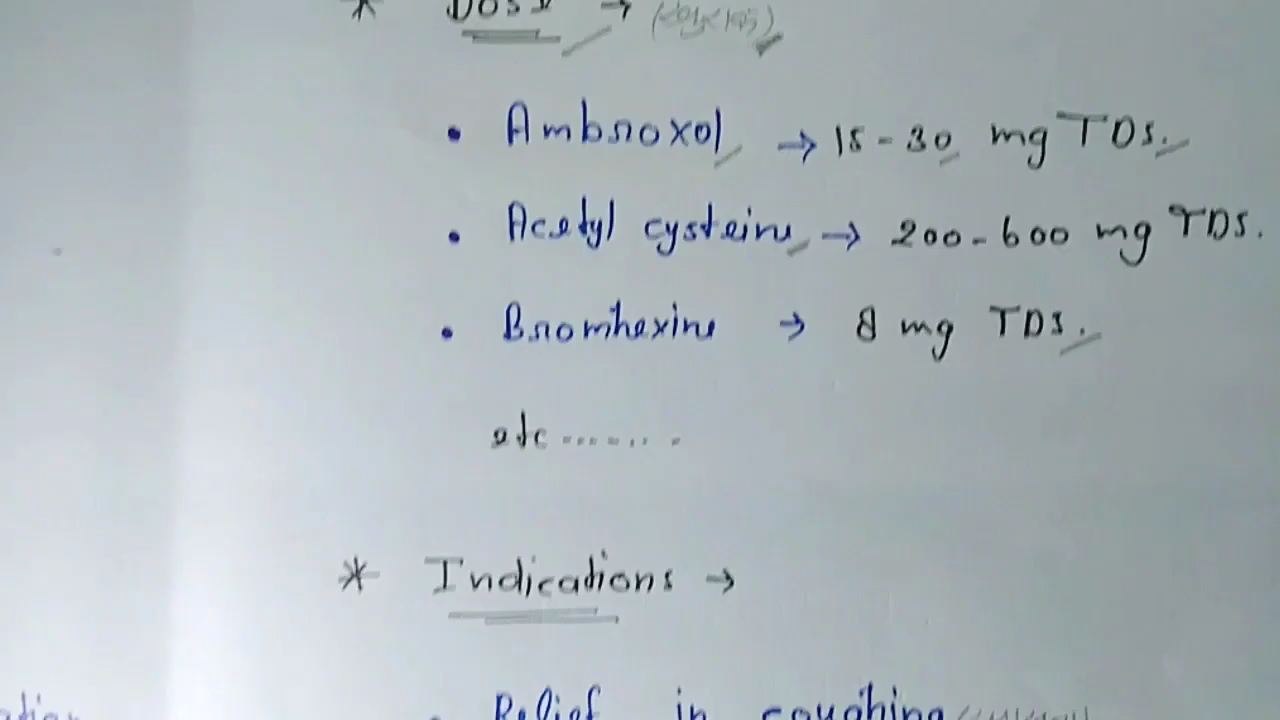 * Dose →
• Ambroxol → 15-30 mg TDS.
• Acetyl cysteine → 200-600 mg TDS.
• Bromhexine → 8 mg TDS.
etc.......
* Indications →
• Relief in coughing